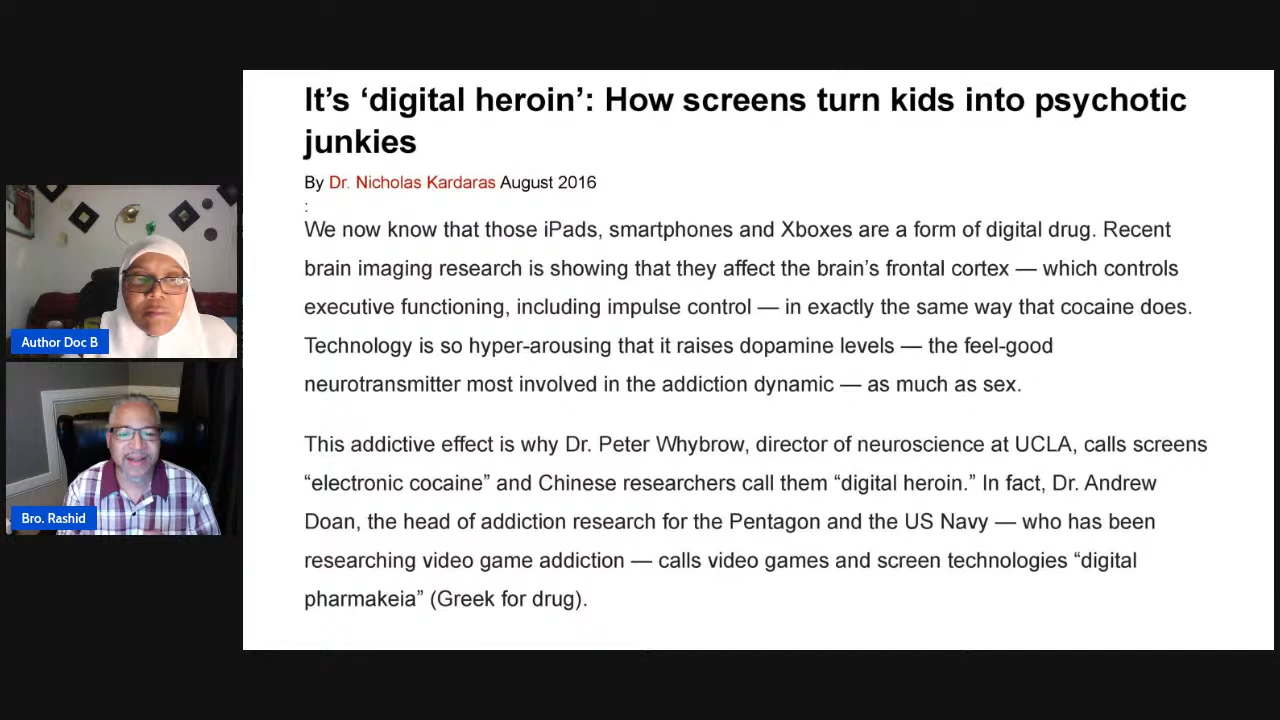 It’s ‘digital heroin’: How screens turn kids into psychotic
junkies
By Dr. Nicholas Kardaras August 2016
:
We now know that those iPads, smartphones and Xboxes are a form of digital drug. Recent
brain imaging research is showing that they affect the brain’s frontal cortex — which controls
executive functioning, including impulse control — in exactly the same way that cocaine does.
Technology is so hyper-arousing that it raises dopamine levels — the feel-good
neurotransmitter most involved in the addiction dynamic — as much as sex.
This addictive effect is why Dr. Peter Whybrow, director of neuroscience at UCLA, calls screens
“electronic cocaine” and Chinese researchers call them “digital heroin.” In fact, Dr. Andrew
Doan, the head of addiction research for the Pentagon and the US Navy — who has been
researching video game addiction — calls video games and screen technologies “digital
pharmakeia” (Greek for drug).
Author Doc B
Bro. Rashid